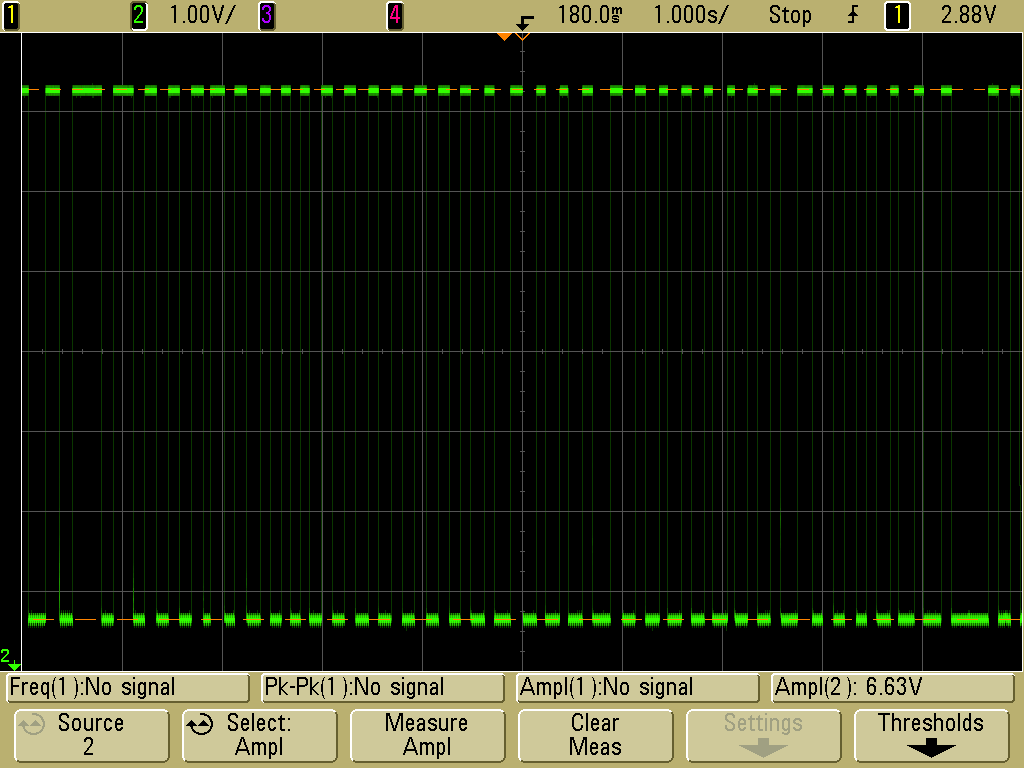 1 2 1.00V/ 3 4 180.0ms 1.000s/ Stop 1 2.88V
2
Freq(1):No signal Pk-Pk(1):No signal Ampl(1):No signal Ampl(2): 6.63V
Source Select: Measure Clear Settings Thresholds
2 Ampl Ampl Meas